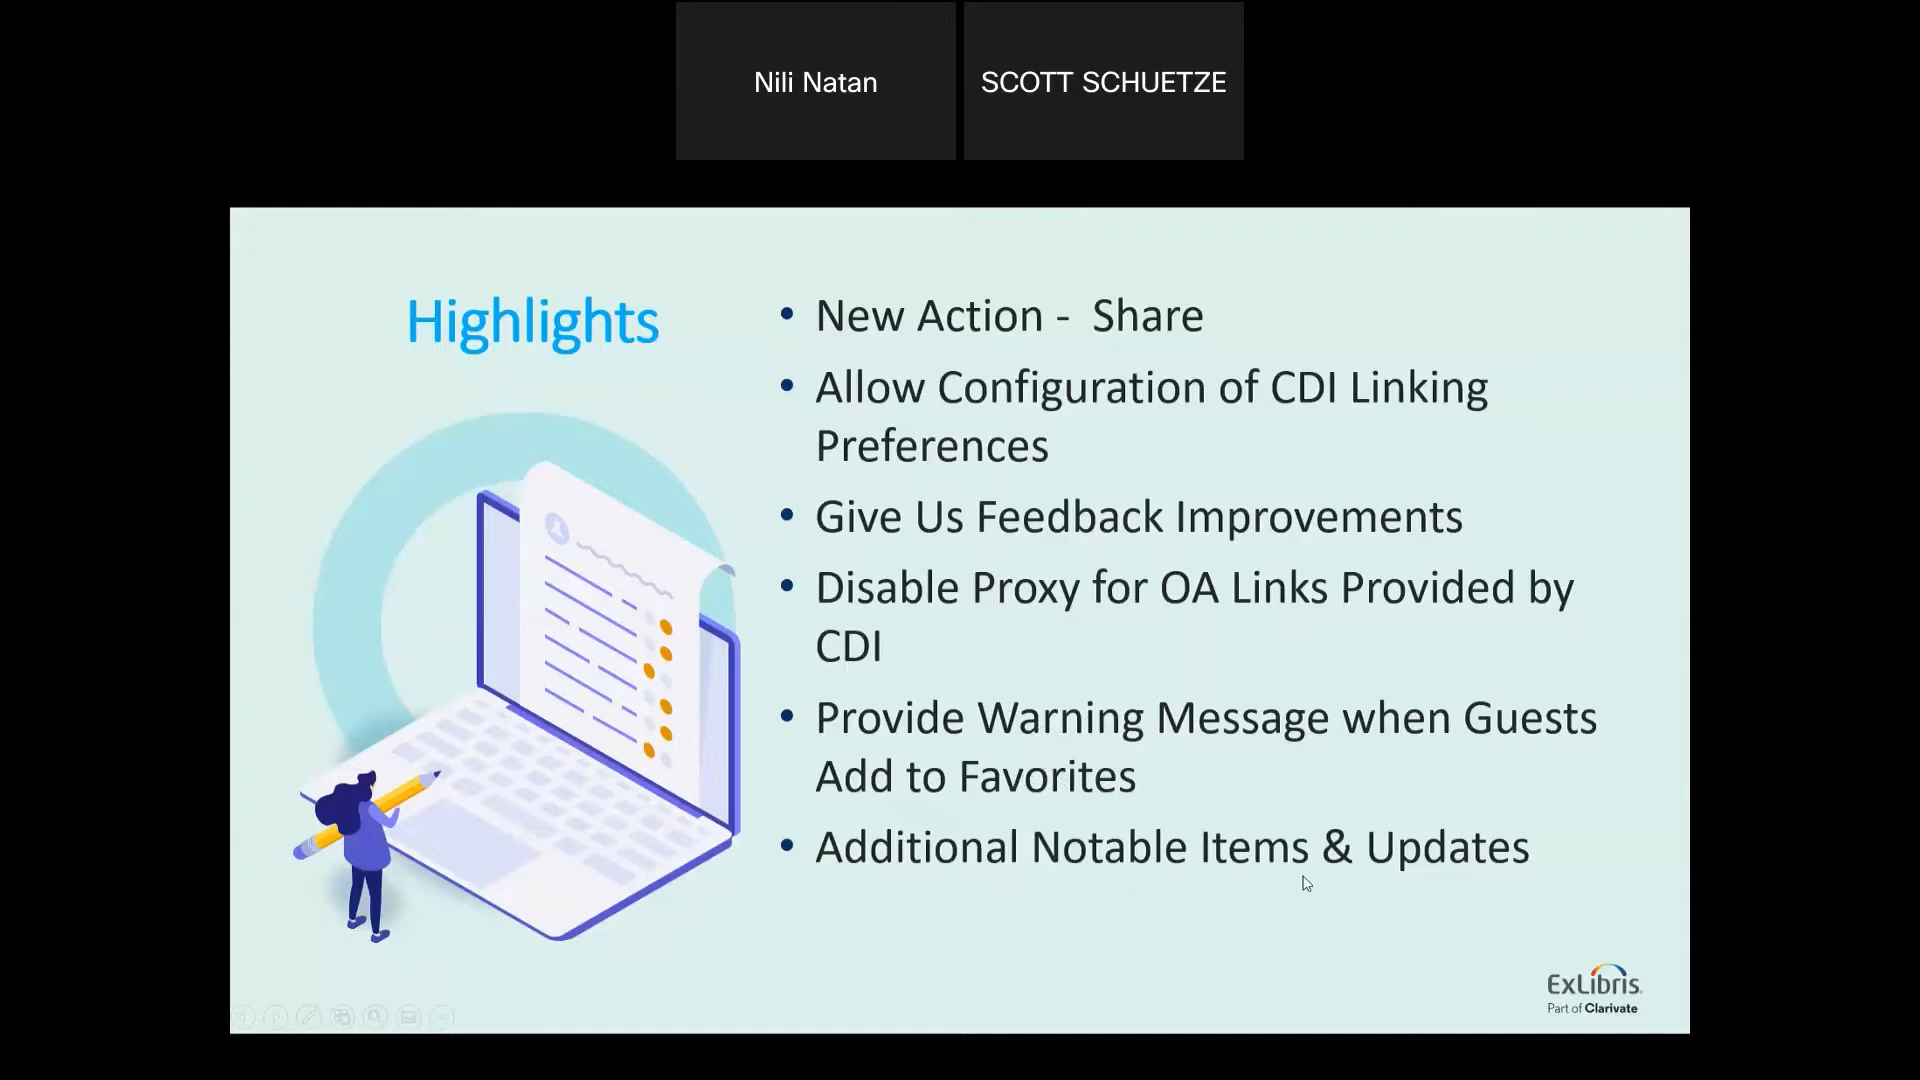 Nili Natan
SCOTT SCHUETZE
Highlights
• New Action -  Share
• Allow Configuration of CDI Linking
Preferences
• Give Us Feedback Improvements
• Disable Proxy for OA Links Provided by
CDI
• Provide Warning Message when Guests
Add to Favorites
• Additional Notable Items & Updates
ExLibris
Part of Clarivate